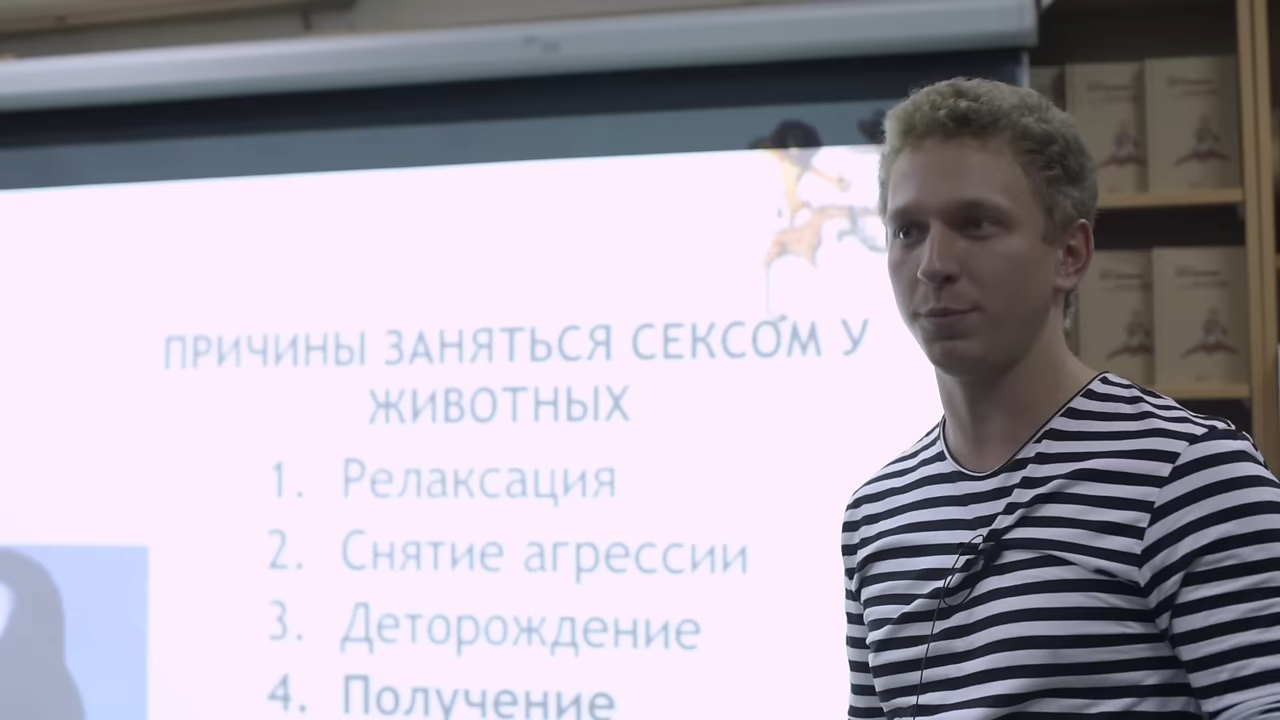 ПРИЧИНЫ ЗАНЯТЬСЯ СЕКСОМ У
ЖИВОТНЫХ
1. Релаксация
2. Снятие агрессии
3. Деторождение
4. Получение